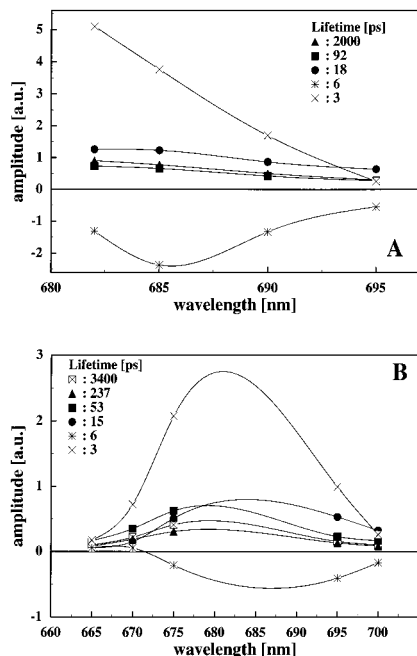 Lifetime [ps]
▲ : 2000
■ : 92
● : 18
✳ : 6
× : 3
amplitude [a.u.]
5
4
3
2
1
0
-1
-2
680
685
690
695
wavelength [nm]
A
Lifetime [ps]
⊠ : 3400
▲ : 237
■ : 53
● : 15
✳ : 6
× : 3
B
amplitude [a.u.]
3
2
1
0
-1
660
665
670
675
680
685
690
695
700
wavelength [nm]